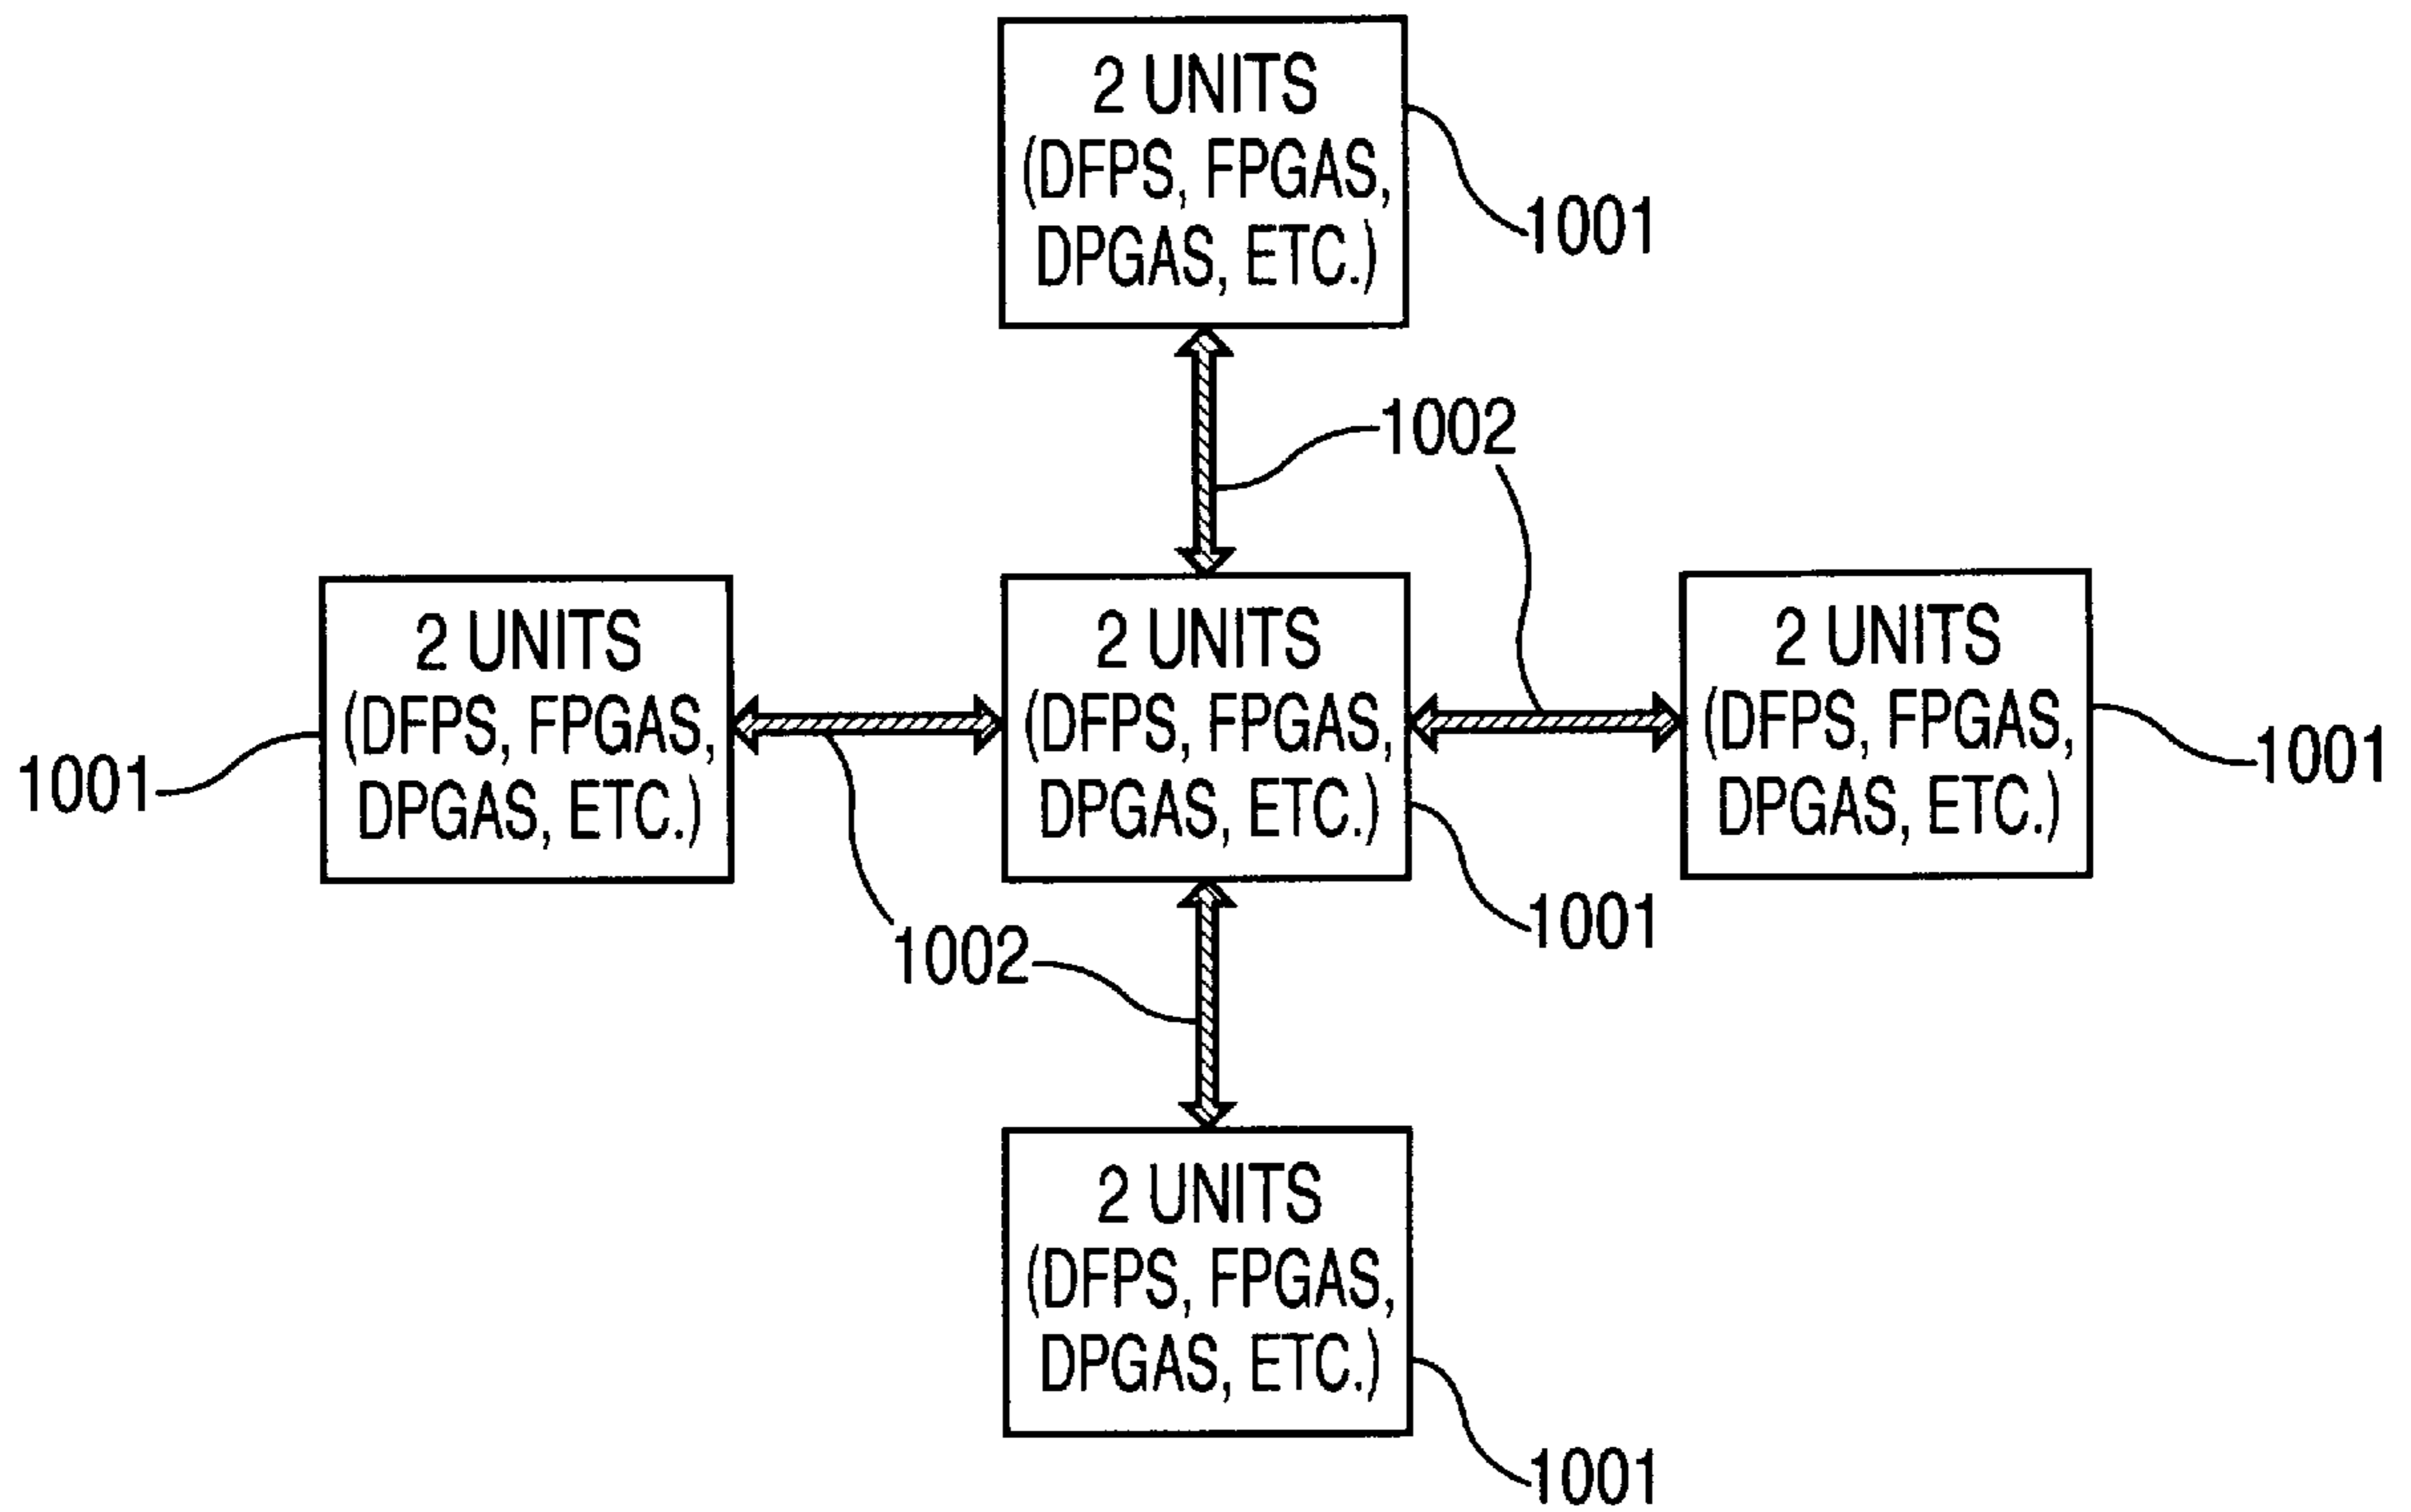 2 UNITS
(DFPS, FPGAS,
DPGAS, ETC.)
1001
1002
2 UNITS
(DFPS, FPGAS,
DPGAS, ETC.)
1001
2 UNITS
(DFPS, FPGAS,
DPGAS, ETC.)
1001
2 UNITS
(DFPS, FPGAS,
DPGAS, ETC.)
1001
1002
2 UNITS
(DFPS, FPGAS,
DPGAS, ETC.)
1001